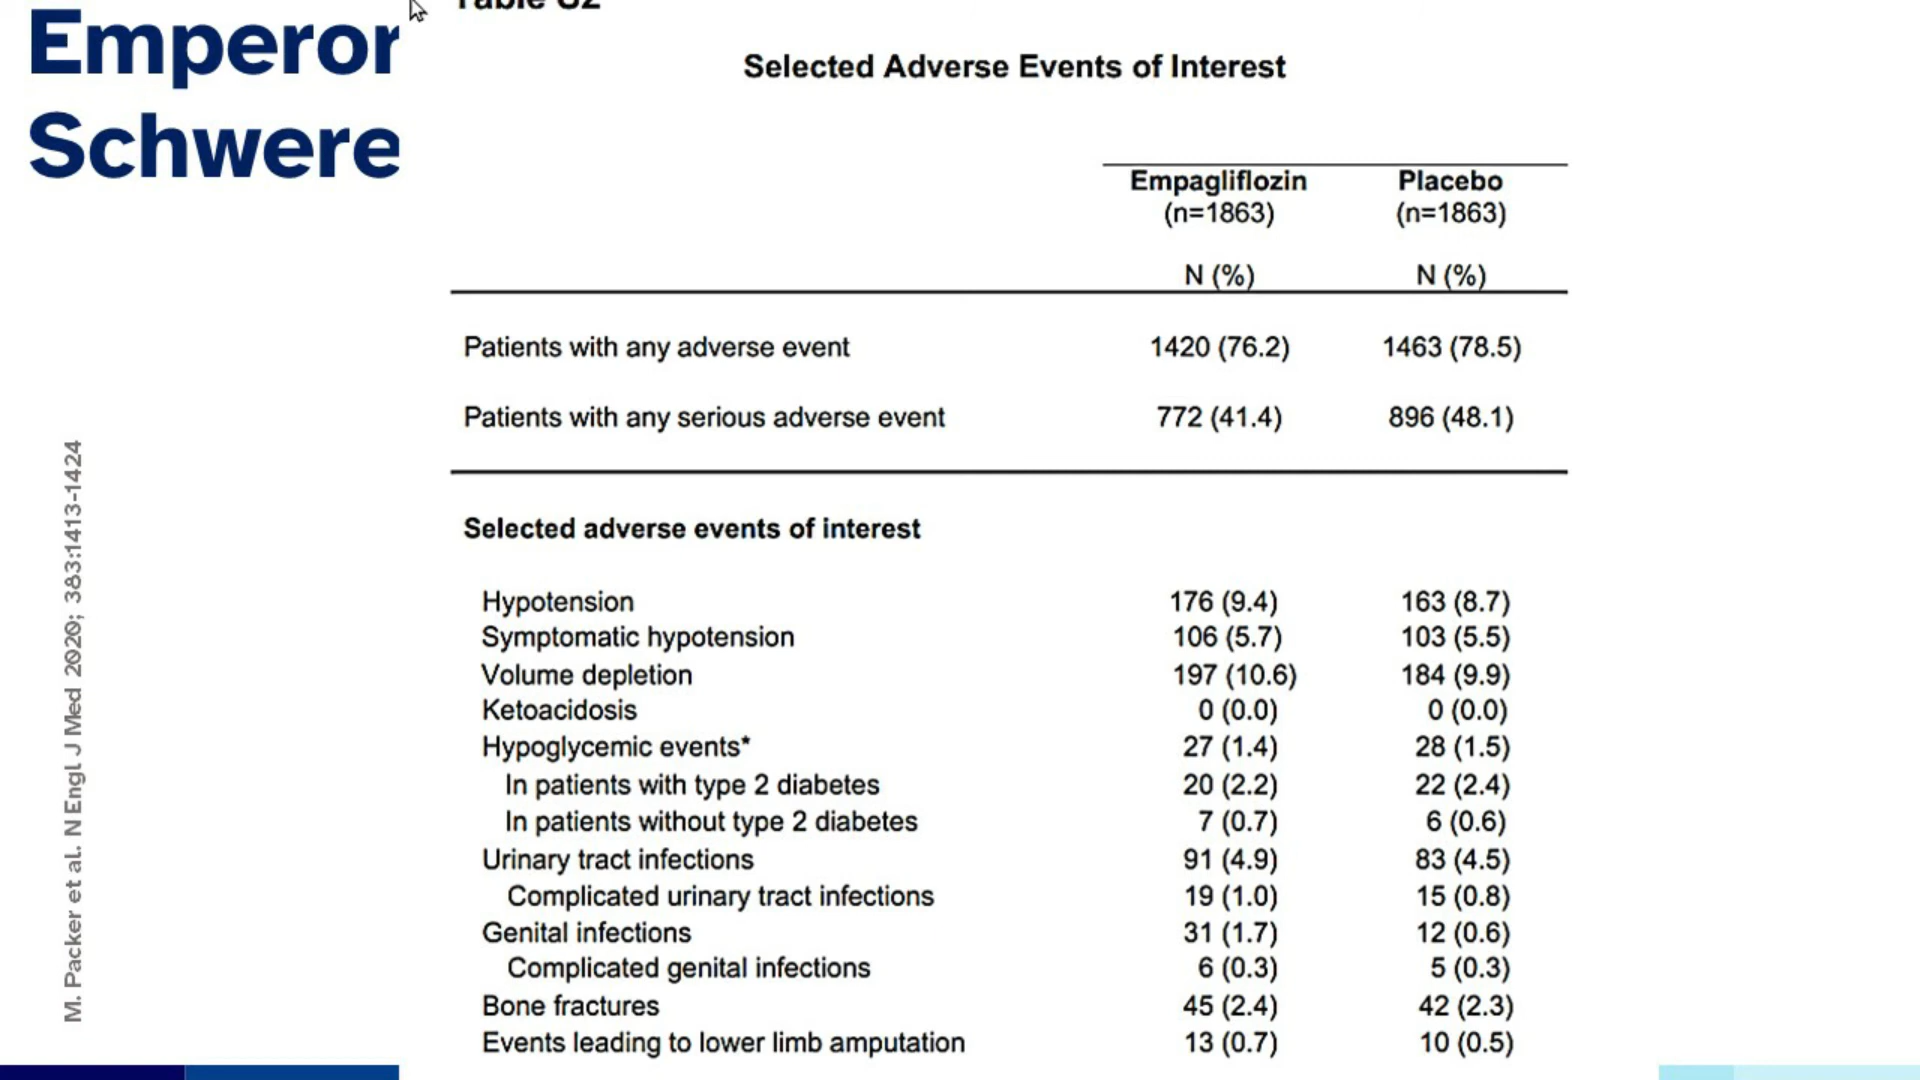 Emperor
Schwere
Table S2
Selected Adverse Events of Interest
Empagliflozin Placebo
(n=1863) (n=1863)
N (%) N (%)
Patients with any adverse event 1420 (76.2) 1463 (78.5)
Patients with any serious adverse event 772 (41.4) 896 (48.1)
Selected adverse events of interest
Hypotension 176 (9.4) 163 (8.7)
Symptomatic hypotension 106 (5.7) 103 (5.5)
Volume depletion 197 (10.6) 184 (9.9)
Ketoacidosis 0 (0.0) 0 (0.0)
Hypoglycemic events* 27 (1.4) 28 (1.5)
In patients with type 2 diabetes 20 (2.2) 22 (2.4)
In patients without type 2 diabetes 7 (0.7) 6 (0.6)
Urinary tract infections 91 (4.9) 83 (4.5)
Complicated urinary tract infections 19 (1.0) 15 (0.8)
Genital infections 31 (1.7) 12 (0.6)
Complicated genital infections 6 (0.3) 5 (0.3)
Bone fractures 45 (2.4) 42 (2.3)
Events leading to lower limb amputation 13 (0.7) 10 (0.5)
M. Packer et al. N Engl J Med 2020; 383:1413-1424